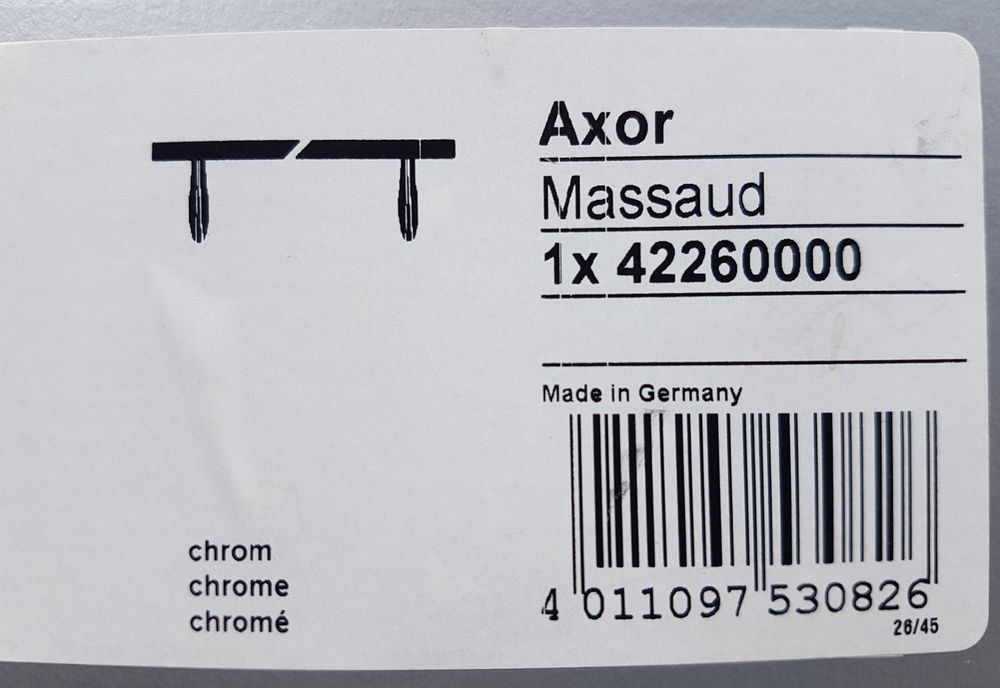 Axor
Massaud
1x 42260000
Made in Germany
4 011097 530826
26/45
chrom
chrome
chromé